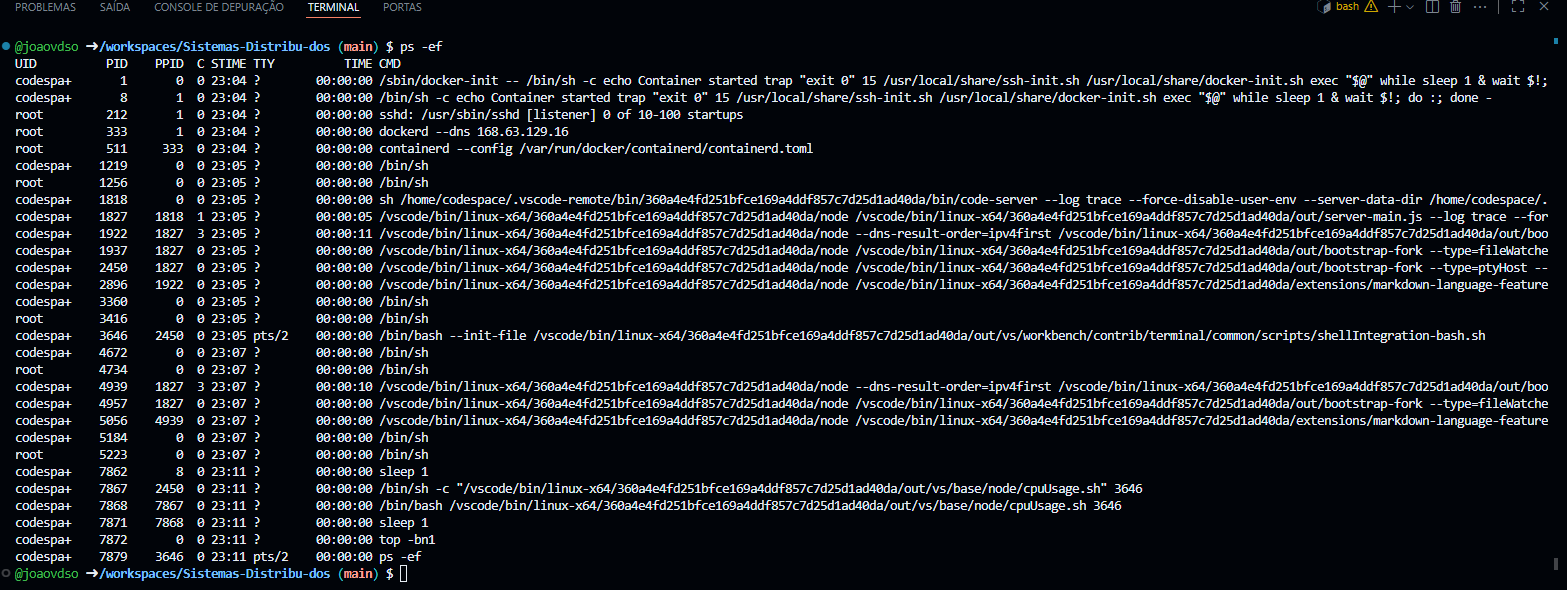 PROBLEMAS SAÍDA CONSOLE DE DEPURAÇÃO TERMINAL PORTAS bash
@joaovdso ➜/workspaces/Sistemas-Distribu-dos (main) $ ps -ef
UID PID PPID C STIME TTY TIME CMD
codespa+ 1 0 0 23:04 ? 00:00:00 /sbin/docker-init -- /bin/sh -c echo Container started trap "exit 0" 15 /usr/local/share/ssh-init.sh /usr/local/share/docker-init.sh exec "$@" while sleep 1 & wait $!;
codespa+ 8 1 0 23:04 ? 00:00:00 /bin/sh -c echo Container started trap "exit 0" 15 /usr/local/share/ssh-init.sh /usr/local/share/docker-init.sh exec "$@" while sleep 1 & wait $!; do :; done -
root 212 1 0 23:04 ? 00:00:00 sshd: /usr/sbin/sshd [listener] 0 of 10-100 startups
root 333 1 0 23:04 ? 00:00:00 dockerd --dns 168.63.129.16
root 511 333 0 23:04 ? 00:00:00 containerd --config /var/run/docker/containerd/containerd.toml
codespa+ 1219 0 0 23:05 ? 00:00:00 /bin/sh
root 1256 0 0 23:05 ? 00:00:00 /bin/sh
codespa+ 1818 0 0 23:05 ? 00:00:00 sh /home/codespace/.vscode-remote/bin/360a4e4fd251bfce169a4ddf857c7d25d1ad40da/bin/code-server --log trace --force-disable-user-env --server-data-dir /home/codespace/.
codespa+ 1827 1818 1 23:05 ? 00:00:05 /vscode/bin/linux-x64/360a4e4fd251bfce169a4ddf857c7d25d1ad40da/node /vscode/bin/linux-x64/360a4e4fd251bfce169a4ddf857c7d25d1ad40da/out/server-main.js --log trace --for
codespa+ 1922 1827 3 23:05 ? 00:00:11 /vscode/bin/linux-x64/360a4e4fd251bfce169a4ddf857c7d25d1ad40da/node --dns-result-order=ipv4first /vscode/bin/linux-x64/360a4e4fd251bfce169a4ddf857c7d25d1ad40da/out/boo
codespa+ 1937 1827 0 23:05 ? 00:00:00 /vscode/bin/linux-x64/360a4e4fd251bfce169a4ddf857c7d25d1ad40da/node /vscode/bin/linux-x64/360a4e4fd251bfce169a4ddf857c7d25d1ad40da/out/bootstrap-fork --type=fileWatche
codespa+ 2450 1827 0 23:05 ? 00:00:00 /vscode/bin/linux-x64/360a4e4fd251bfce169a4ddf857c7d25d1ad40da/node /vscode/bin/linux-x64/360a4e4fd251bfce169a4ddf857c7d25d1ad40da/out/bootstrap-fork --type=ptyHost --
codespa+ 2896 1922 0 23:05 ? 00:00:00 /vscode/bin/linux-x64/360a4e4fd251bfce169a4ddf857c7d25d1ad40da/node /vscode/bin/linux-x64/360a4e4fd251bfce169a4ddf857c7d25d1ad40da/extensions/markdown-language-feature
codespa+ 3360 0 0 23:05 ? 00:00:00 /bin/sh
root 3416 0 0 23:05 ? 00:00:00 /bin/sh
codespa+ 3646 2450 0 23:05 pts/2 00:00:00 /bin/bash --init-file /vscode/bin/linux-x64/360a4e4fd251bfce169a4ddf857c7d25d1ad40da/out/vs/workbench/contrib/terminal/common/scripts/shellIntegration-bash.sh
codespa+ 4672 0 0 23:07 ? 00:00:00 /bin/sh
root 4734 0 0 23:07 ? 00:00:00 /bin/sh
codespa+ 4939 1827 3 23:07 ? 00:00:10 /vscode/bin/linux-x64/360a4e4fd251bfce169a4ddf857c7d25d1ad40da/node --dns-result-order=ipv4first /vscode/bin/linux-x64/360a4e4fd251bfce169a4ddf857c7d25d1ad40da/out/boo
codespa+ 4957 1827 0 23:07 ? 00:00:00 /vscode/bin/linux-x64/360a4e4fd251bfce169a4ddf857c7d25d1ad40da/node /vscode/bin/linux-x64/360a4e4fd251bfce169a4ddf857c7d25d1ad40da/out/bootstrap-fork --type=fileWatche
codespa+ 5056 4939 0 23:07 ? 00:00:00 /vscode/bin/linux-x64/360a4e4fd251bfce169a4ddf857c7d25d1ad40da/node /vscode/bin/linux-x64/360a4e4fd251bfce169a4ddf857c7d25d1ad40da/extensions/markdown-language-feature
codespa+ 5184 0 0 23:07 ? 00:00:00 /bin/sh
root 5223 0 0 23:07 ? 00:00:00 /bin/sh
codespa+ 7862 8 0 23:11 ? 00:00:00 sleep 1
codespa+ 7867 2450 0 23:11 ? 00:00:00 /bin/sh -c "/vscode/bin/linux-x64/360a4e4fd251bfce169a4ddf857c7d25d1ad40da/out/vs/base/node/cpuUsage.sh" 3646
codespa+ 7868 7867 0 23:11 ? 00:00:00 /bin/bash /vscode/bin/linux-x64/360a4e4fd251bfce169a4ddf857c7d25d1ad40da/out/vs/base/node/cpuUsage.sh 3646
codespa+ 7871 7868 0 23:11 ? 00:00:00 sleep 1
codespa+ 7872 0 0 23:11 ? 00:00:00 top -bn1
codespa+ 7879 3646 0 23:11 pts/2 00:00:00 ps -ef
@joaovdso ➜/workspaces/Sistemas-Distribu-dos (main) $